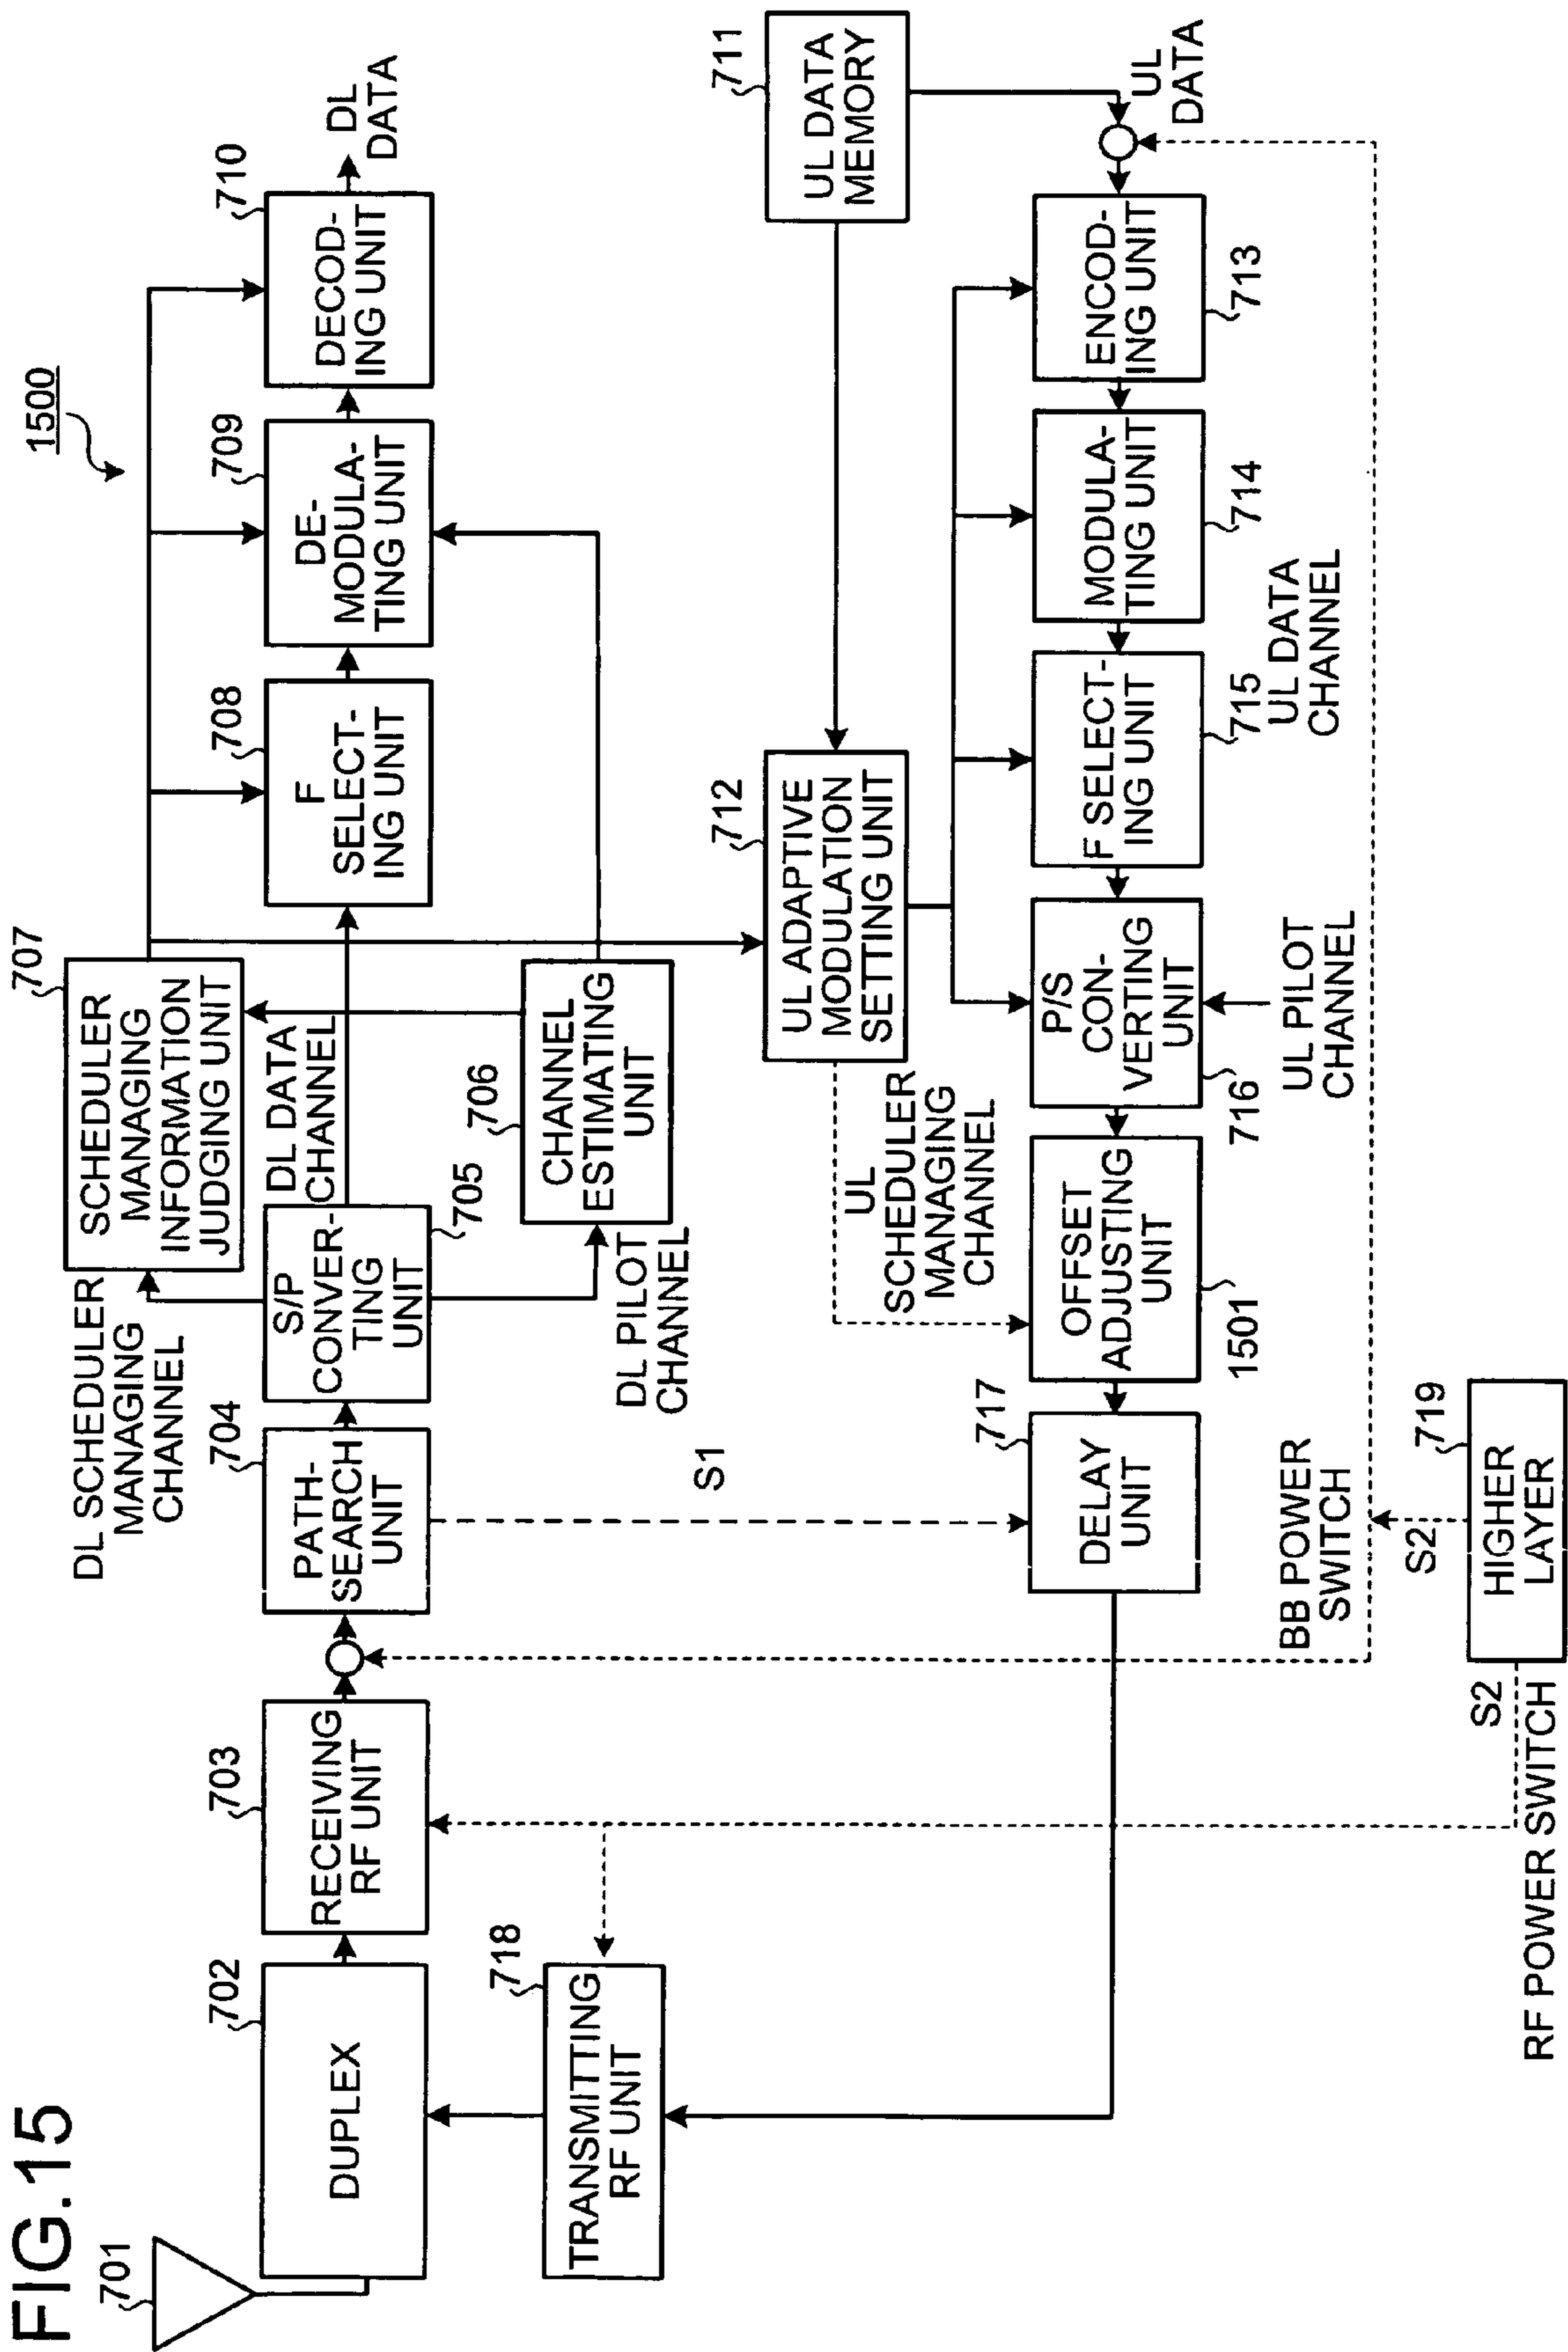 FIG.15
1500
701
702
DUPLEX
703
RECEIVING
RF UNIT
704
PATH-
SEARCH
UNIT
DL SCHEDULER
MANAGING
CHANNEL
S/P
CONVER-
TING
UNIT
705
707
SCHEDULER
MANAGING
INFORMATION
JUDGING UNIT
DL DATA
CHANNEL
706
CHANNEL
ESTIMATING
UNIT
DL PILOT
CHANNEL
708
F
SELECT-
ING UNIT
709
DE-
MODULA-
TING UNIT
710
DECOD-
ING UNIT
DL
DATA
718
TRANSMITTING
RF UNIT
S1
712
UL ADAPTIVE
MODULATION
SETTING UNIT
711
UL DATA
MEMORY
UL
SCHEDULER
MANAGING
CHANNEL
717
DELAY
UNIT
OFFSET
ADJUSTING
UNIT
1501
P/S
CON-
VERTING
UNIT
716
F SELECT-
ING UNIT
715
MODULA-
TING UNIT
714
ENCOD-
ING UNIT
713
UL
DATA
UL PILOT
CHANNEL
UL DATA
CHANNEL
BB POWER
SWITCH
S2
719
HIGHER
LAYER
S2
RF POWER SWITCH